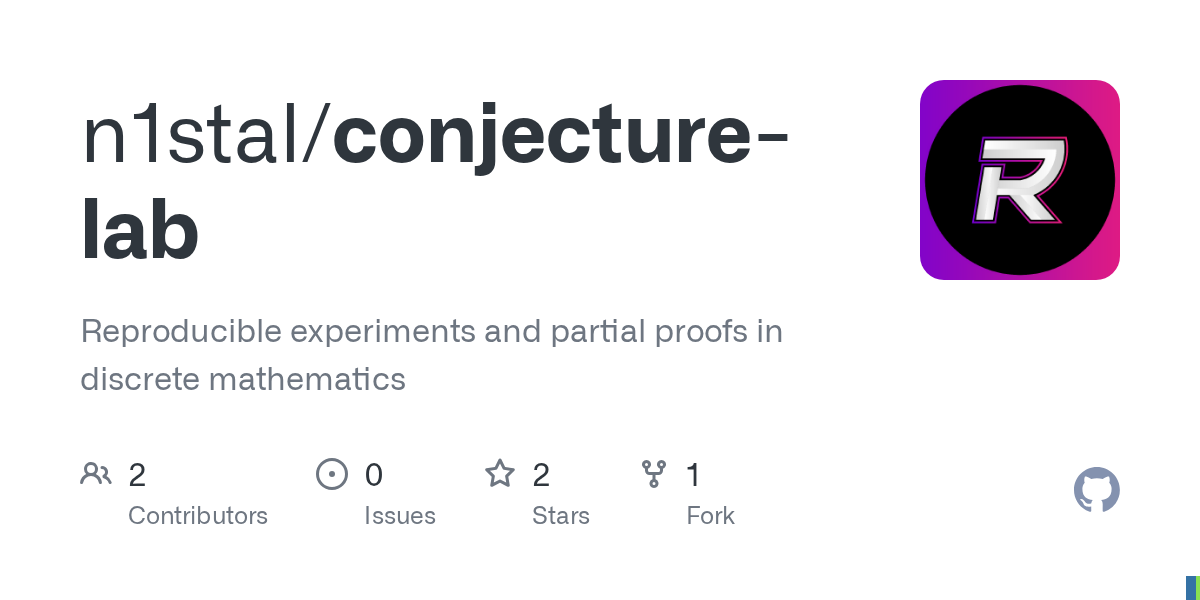 n1stal/conjecture-
lab
R
Reproducible experiments and partial proofs in
discrete mathematics
2 0 2 1
Contributors Issues Stars Fork